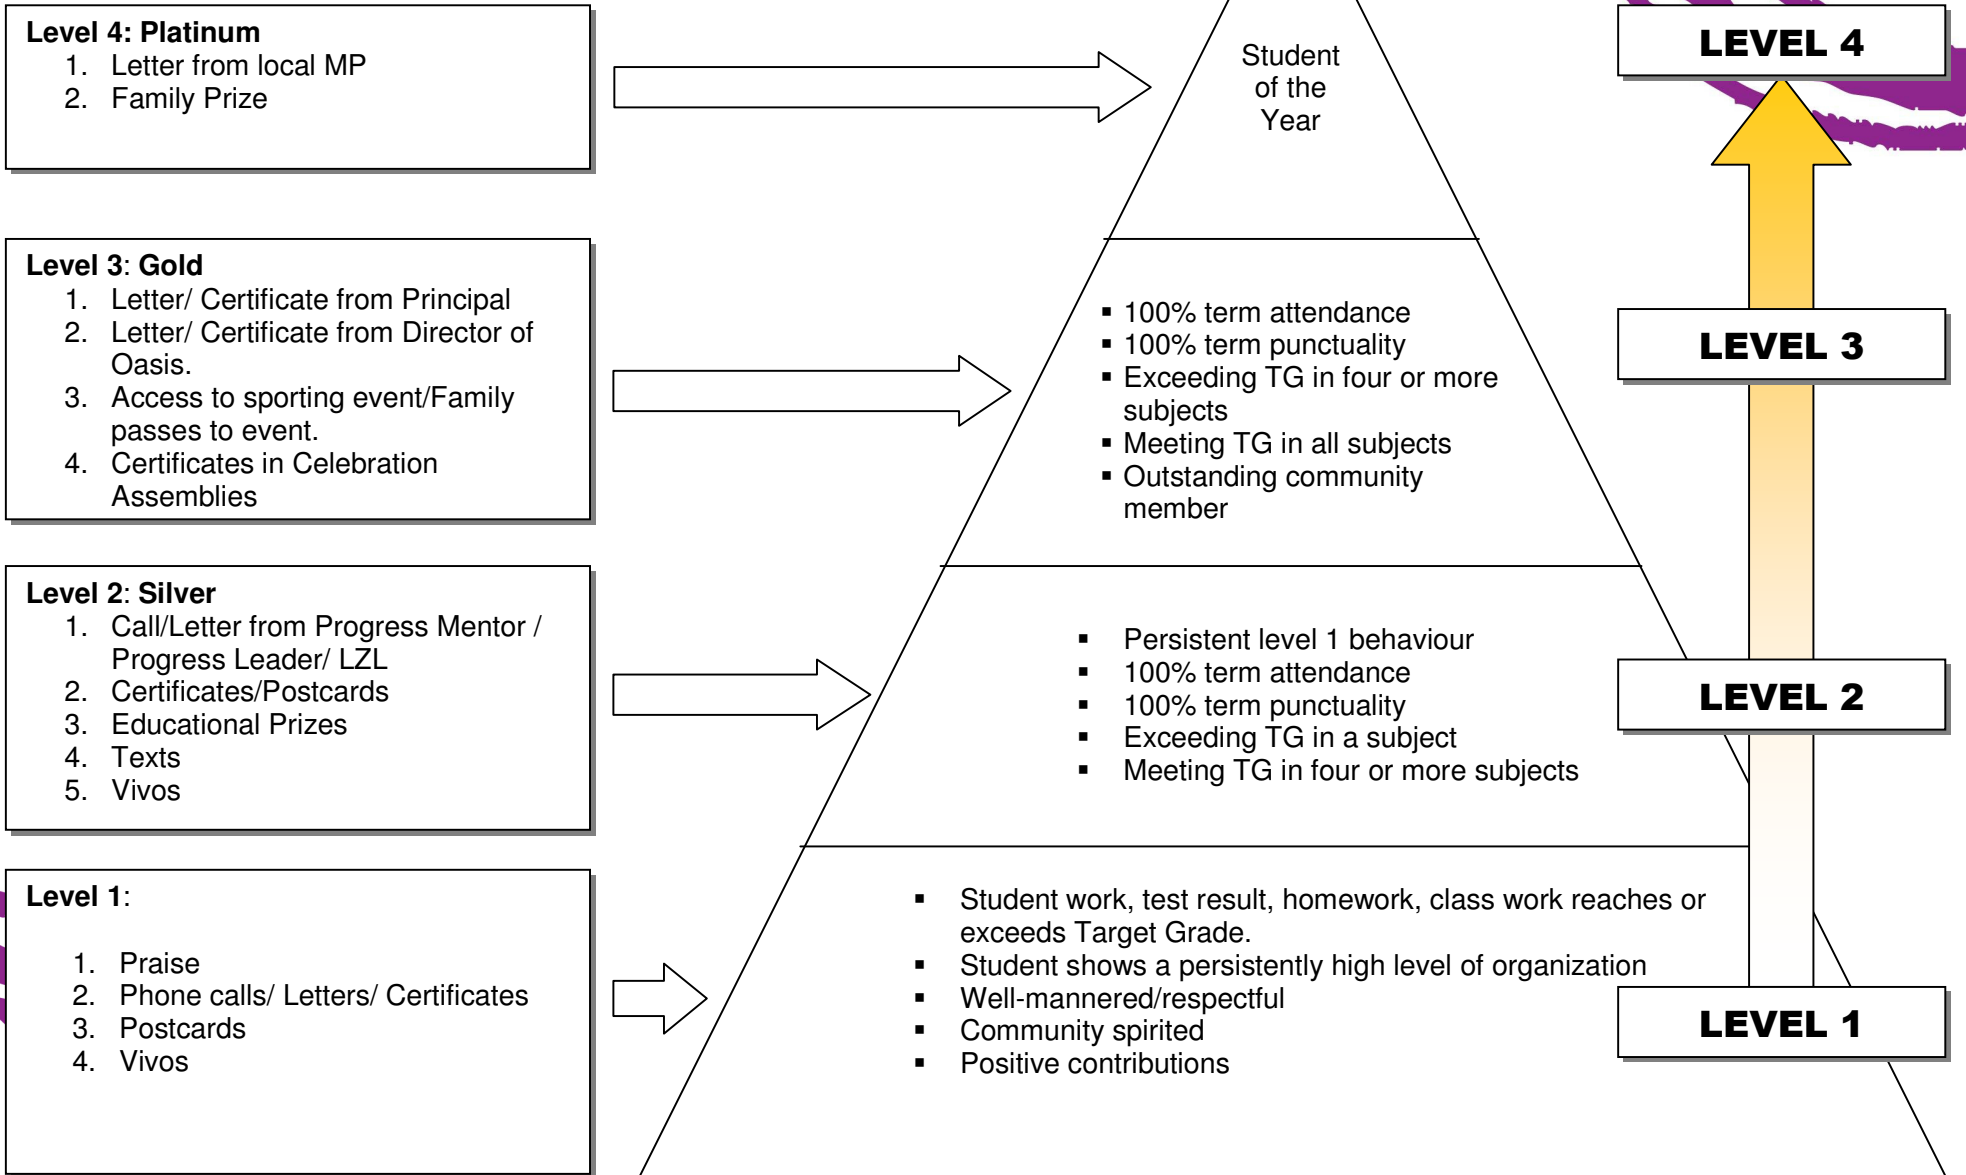 Level 4: Platinum
1. Letter from local MP
2. Family Prize
Student
of the
Year
LEVEL 4
Level 3: Gold
1. Letter/ Certificate from Principal
2. Letter/ Certificate from Director of
Oasis.
3. Access to sporting event/Family
passes to event.
4. Certificates in Celebration
Assemblies
▪ 100% term attendance
▪ 100% term punctuality
▪ Exceeding TG in four or more
subjects
▪ Meeting TG in all subjects
▪ Outstanding community
member
LEVEL 3
Level 2: Silver
1. Call/Letter from Progress Mentor /
Progress Leader/ LZL
2. Certificates/Postcards
3. Educational Prizes
4. Texts
5. Vivos
▪ Persistent level 1 behaviour
▪ 100% term attendance
▪ 100% term punctuality
▪ Exceeding TG in a subject
▪ Meeting TG in four or more subjects
LEVEL 2
Level 1:
1. Praise
2. Phone calls/ Letters/ Certificates
3. Postcards
4. Vivos
▪ Student work, test result, homework, class work reaches or
exceeds Target Grade.
▪ Student shows a persistently high level of organization
▪ Well-mannered/respectful
▪ Community spirited
▪ Positive contributions
LEVEL 1